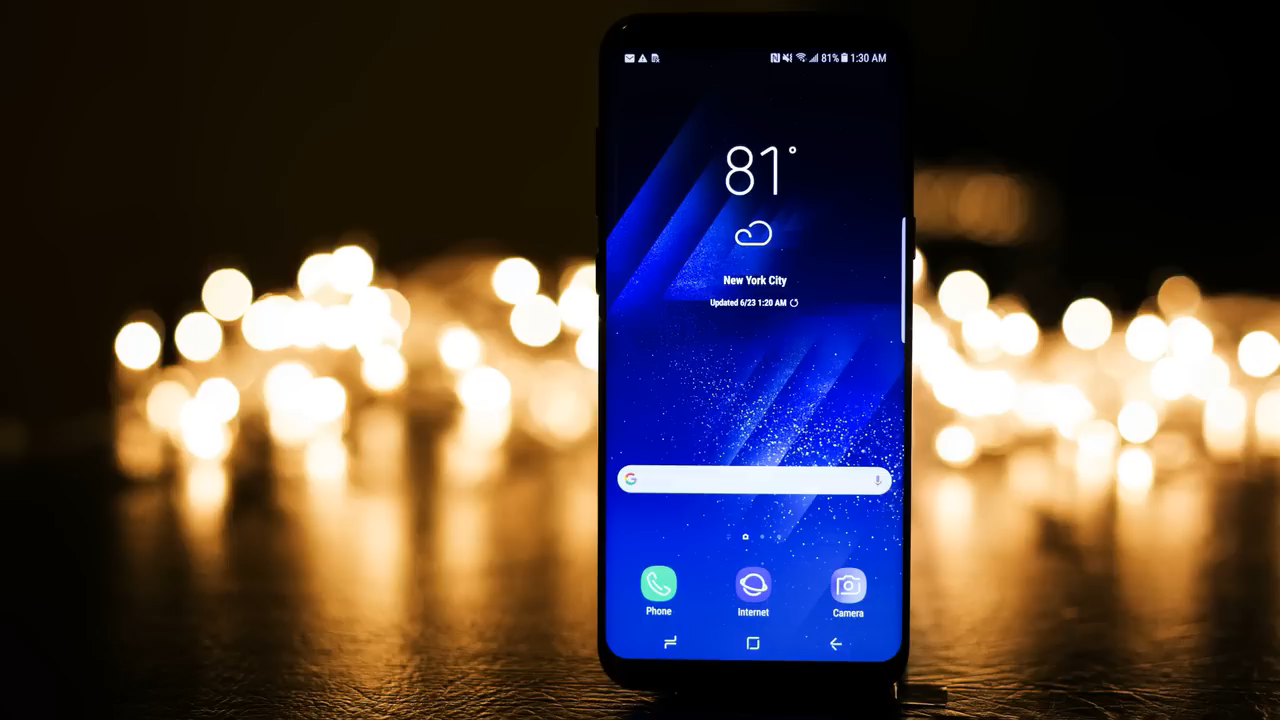 81% 1:30 AM
81°
New York City
Updated 6/23 1:20 AM
Phone
Internet
Camera